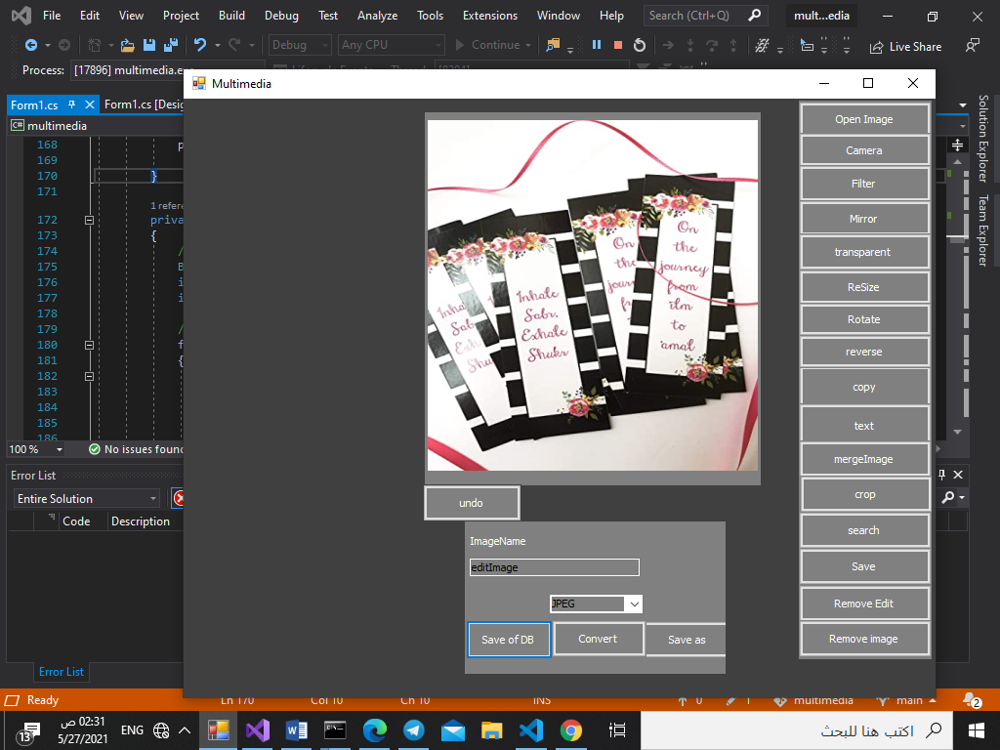 File Edit View Project Build Debug Test Analyze Tools Extensions Window Help Search (Ctrl+Q) mult...edia
Debug Any CPU Continue Live Share
Process: [17896] multimedia.e
Multimedia
Form1.cs Form1.cs [Desi
C# multimedia
168 p
169
170 }
171
1 refere
172 priva
173 {
174 /
175 B
176 i
177 i
178
179 /
180 f
181 {
182
183
184
185
186
100 % No issues found
Error List
Entire Solution
Code Description
Error List
Inhale
Sabr.
Exhale
Shukr
On
the
journey
from
ilm
to
'amal
undo
ImageName
editImage
JPEG
Save of DB Convert Save as
Open Image
Camera
Filter
Mirror
transparent
ReSize
Rotate
reverse
copy
text
mergeImage
crop
search
Save
Remove Edit
Remove image
Solution Explorer
Team Explorer
Ready Ln 170 Col 10 Ch 10 INS 0 1 multimedia main 2
13 02:31 ص ENG اكتب هنا للبحث
5/27/2021